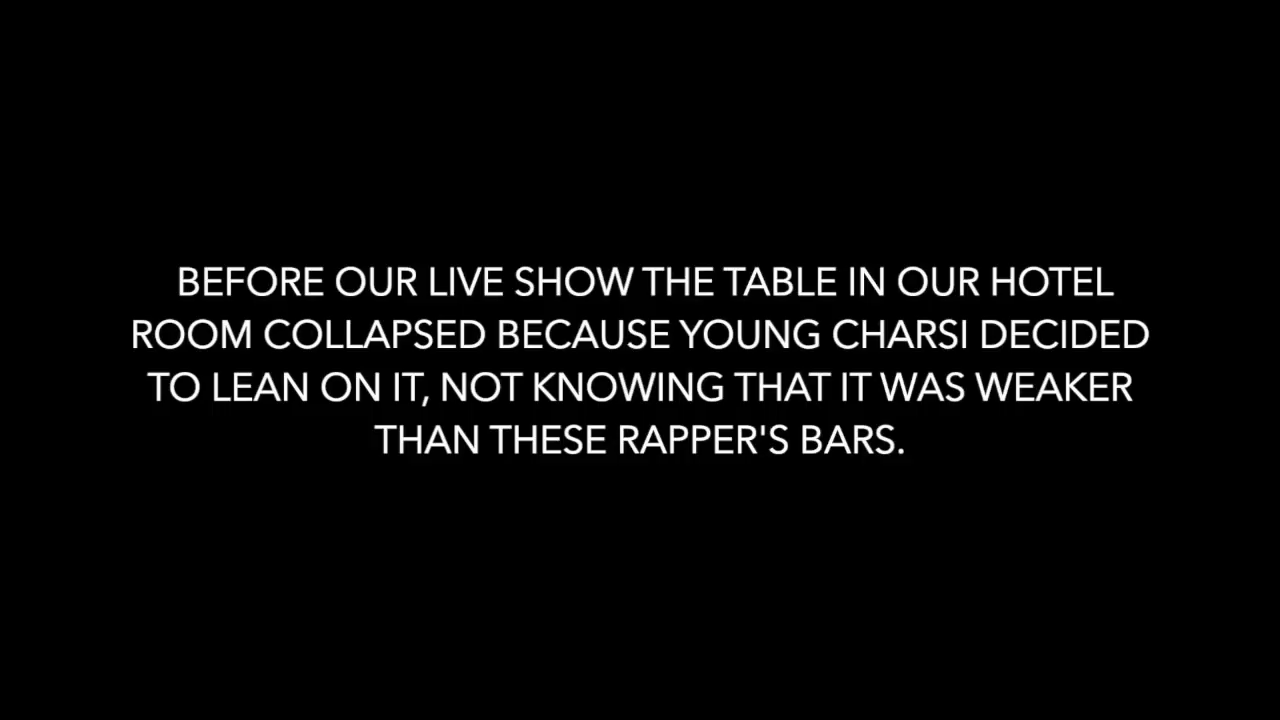 BEFORE OUR LIVE SHOW THE TABLE IN OUR HOTEL
ROOM COLLAPSED BECAUSE YOUNG CHARSI DECIDED
TO LEAN ON IT, NOT KNOWING THAT IT WAS WEAKER
THAN THESE RAPPER'S BARS.